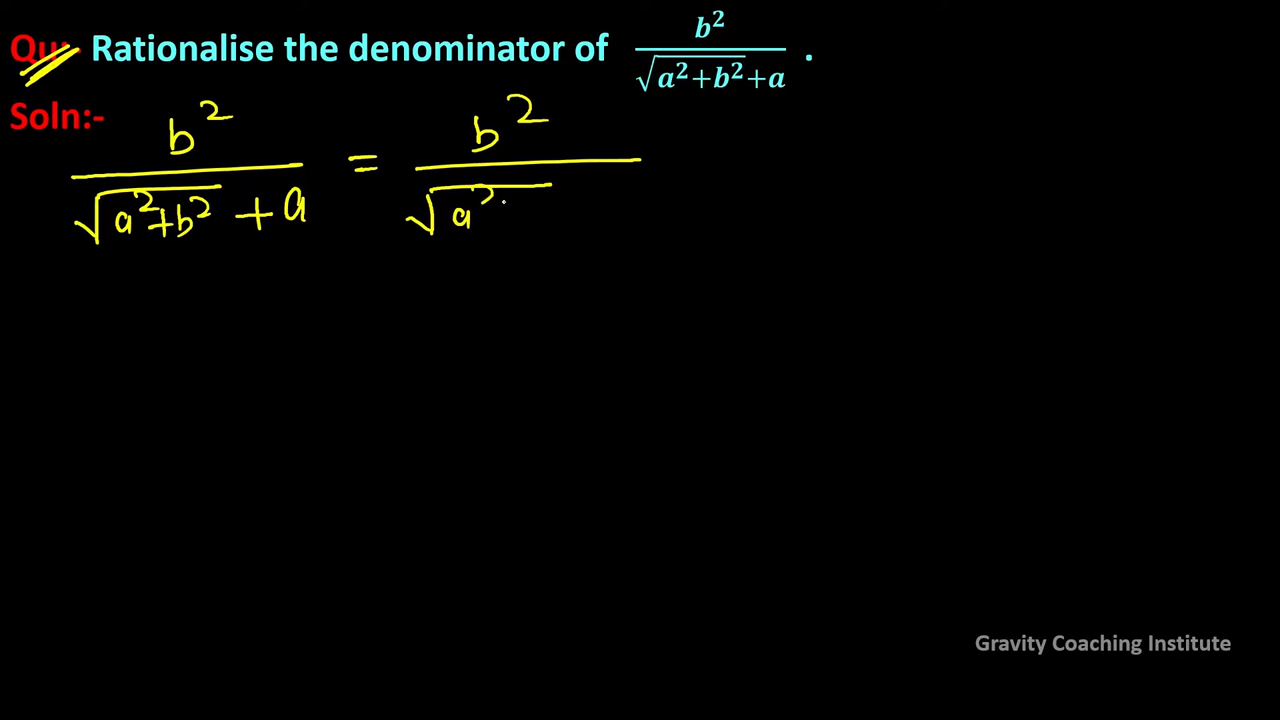 Qu:- Rationalise the denominator of b²/(√(a²+b²)+a) .
Soln:-
b²/(√(a²+b²) + a) = b²/√(a²
Gravity Coaching Institute